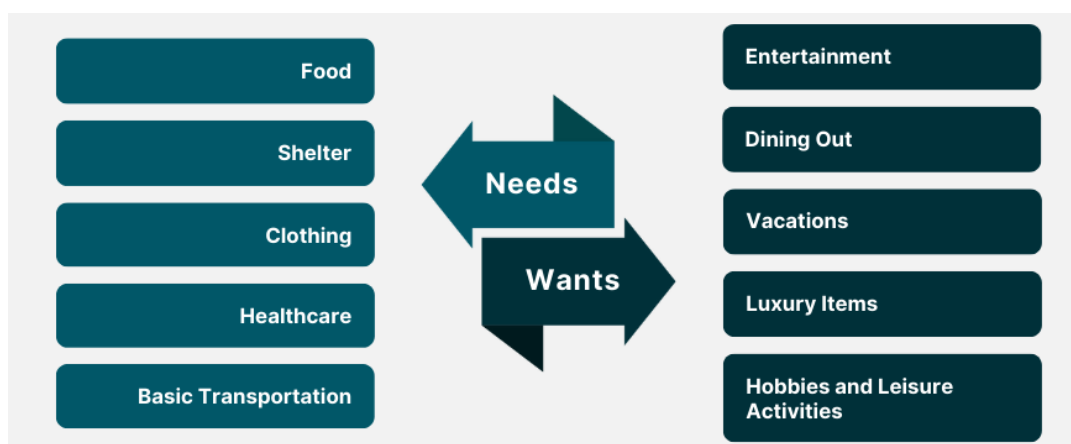 Food
Shelter
Clothing
Healthcare
Basic Transportation
Needs
Wants
Entertainment
Dining Out
Vacations
Luxury Items
Hobbies and Leisure
Activities